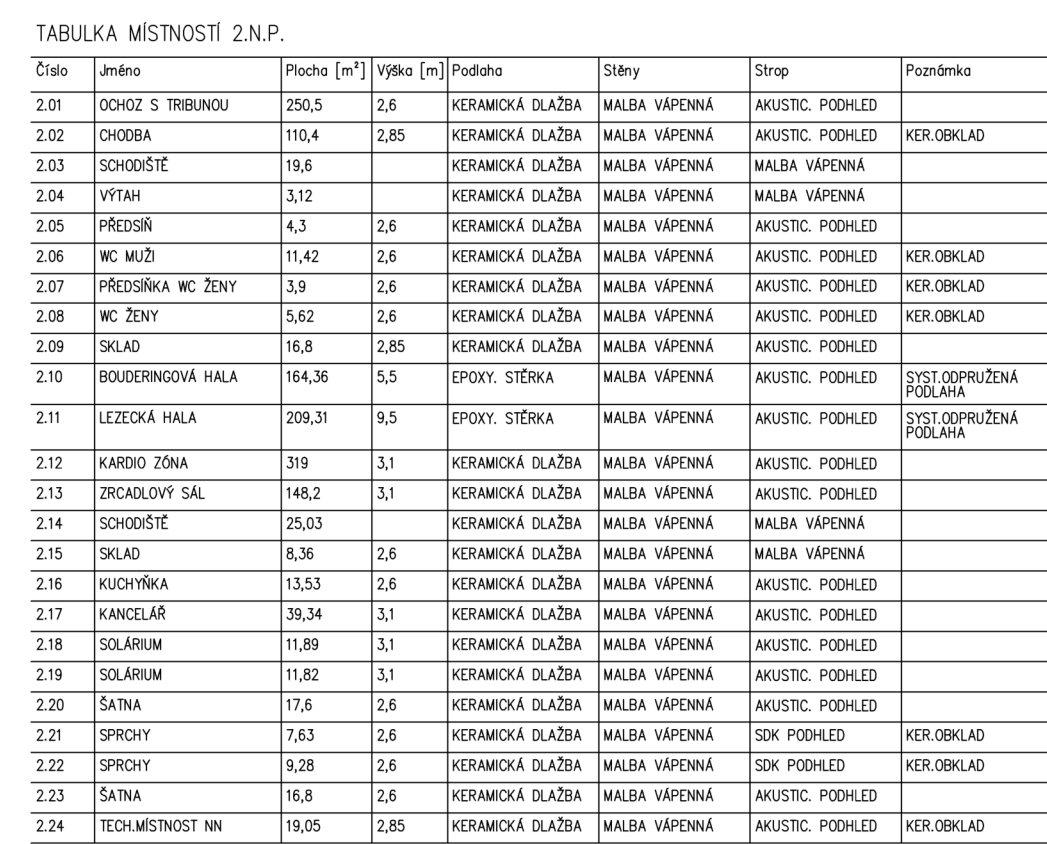 TABULKA MÍSTNOSTÍ 2.N.P.
Číslo Jméno Plocha [m²] Výška [m] Podlaha Stěny Strop Poznámka
2.01 OCHOZ S TRIBUNOU 250,5 2,6 KERAMICKÁ DLAŽBA MALBA VÁPENNÁ AKUSTIC. PODHLED
2.02 CHODBA 110,4 2,85 KERAMICKÁ DLAŽBA MALBA VÁPENNÁ AKUSTIC. PODHLED KER.OBKLAD
2.03 SCHODIŠTĚ 19,6 KERAMICKÁ DLAŽBA MALBA VÁPENNÁ MALBA VÁPENNÁ
2.04 VÝTAH 3,12 KERAMICKÁ DLAŽBA MALBA VÁPENNÁ MALBA VÁPENNÁ
2.05 PŘEDSÍŇ 4,3 2,6 KERAMICKÁ DLAŽBA MALBA VÁPENNÁ AKUSTIC. PODHLED
2.06 WC MUŽI 11,42 2,6 KERAMICKÁ DLAŽBA MALBA VÁPENNÁ AKUSTIC. PODHLED KER.OBKLAD
2.07 PŘEDSÍŇKA WC ŽENY 3,9 2,6 KERAMICKÁ DLAŽBA MALBA VÁPENNÁ AKUSTIC. PODHLED KER.OBKLAD
2.08 WC ŽENY 5,62 2,6 KERAMICKÁ DLAŽBA MALBA VÁPENNÁ AKUSTIC. PODHLED KER.OBKLAD
2.09 SKLAD 16,8 2,85 KERAMICKÁ DLAŽBA MALBA VÁPENNÁ AKUSTIC. PODHLED
2.10 BOUDERINGOVÁ HALA 164,36 5,5 EPOXY. STĚRKA MALBA VÁPENNÁ AKUSTIC. PODHLED SYST.ODPRUŽENÁ
PODLAHA
2.11 LEZECKÁ HALA 209,31 9,5 EPOXY. STĚRKA MALBA VÁPENNÁ AKUSTIC. PODHLED SYST.ODPRUŽENÁ
PODLAHA
2.12 KARDIO ZÓNA 319 3,1 KERAMICKÁ DLAŽBA MALBA VÁPENNÁ AKUSTIC. PODHLED
2.13 ZRCADLOVÝ SÁL 148,2 3,1 KERAMICKÁ DLAŽBA MALBA VÁPENNÁ AKUSTIC. PODHLED
2.14 SCHODIŠTĚ 25,03 KERAMICKÁ DLAŽBA MALBA VÁPENNÁ MALBA VÁPENNÁ
2.15 SKLAD 8,36 2,6 KERAMICKÁ DLAŽBA MALBA VÁPENNÁ MALBA VÁPENNÁ
2.16 KUCHYŇKA 13,53 2,6 KERAMICKÁ DLAŽBA MALBA VÁPENNÁ AKUSTIC. PODHLED
2.17 KANCELÁŘ 39,34 3,1 KERAMICKÁ DLAŽBA MALBA VÁPENNÁ AKUSTIC. PODHLED
2.18 SOLÁRIUM 11,89 3,1 KERAMICKÁ DLAŽBA MALBA VÁPENNÁ AKUSTIC. PODHLED
2.19 SOLÁRIUM 11,82 3,1 KERAMICKÁ DLAŽBA MALBA VÁPENNÁ AKUSTIC. PODHLED
2.20 ŠATNA 17,6 2,6 KERAMICKÁ DLAŽBA MALBA VÁPENNÁ AKUSTIC. PODHLED
2.21 SPRCHY 7,63 2,6 KERAMICKÁ DLAŽBA MALBA VÁPENNÁ SDK PODHLED KER.OBKLAD
2.22 SPRCHY 9,28 2,6 KERAMICKÁ DLAŽBA MALBA VÁPENNÁ SDK PODHLED KER.OBKLAD
2.23 ŠATNA 16,8 2,6 KERAMICKÁ DLAŽBA MALBA VÁPENNÁ AKUSTIC. PODHLED
2.24 TECH.MÍSTNOST NN 19,05 2,85 KERAMICKÁ DLAŽBA MALBA VÁPENNÁ AKUSTIC. PODHLED KER.OBKLAD